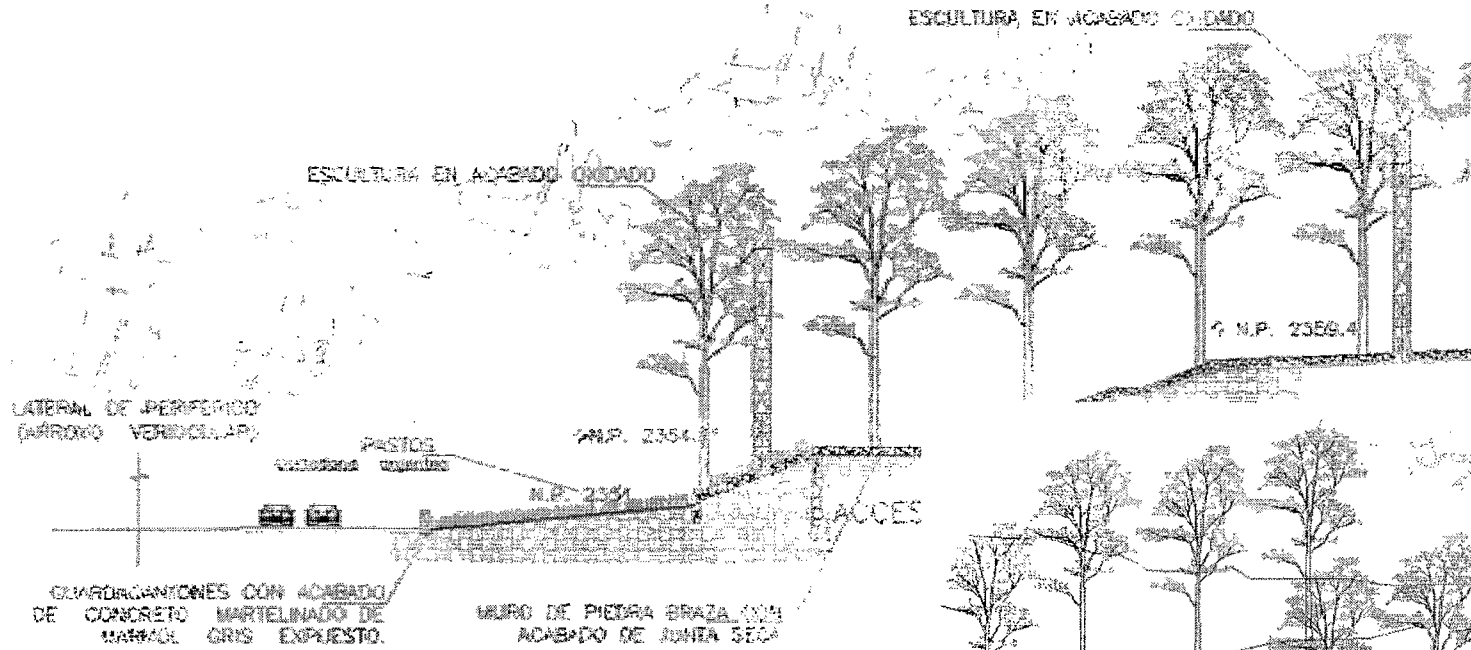 ESCULTURA EN ACABADO OXIDADO
ESCULTURA EN ACABADO OXIDADO
N.P. 2359.4
LATERAL DE PERIFERICO
(ARROYO VEHICULAR)
PASTOS
N.P. 2354.
N.P. 2351
ACCES
GUARDACANTONES CON ACABADO
DE CONCRETO MARTELINADO DE
MARMOL GRIS EXPUESTO.
MURO DE PIEDRA BRAZA CON
ACABADO DE JUNTA SECA